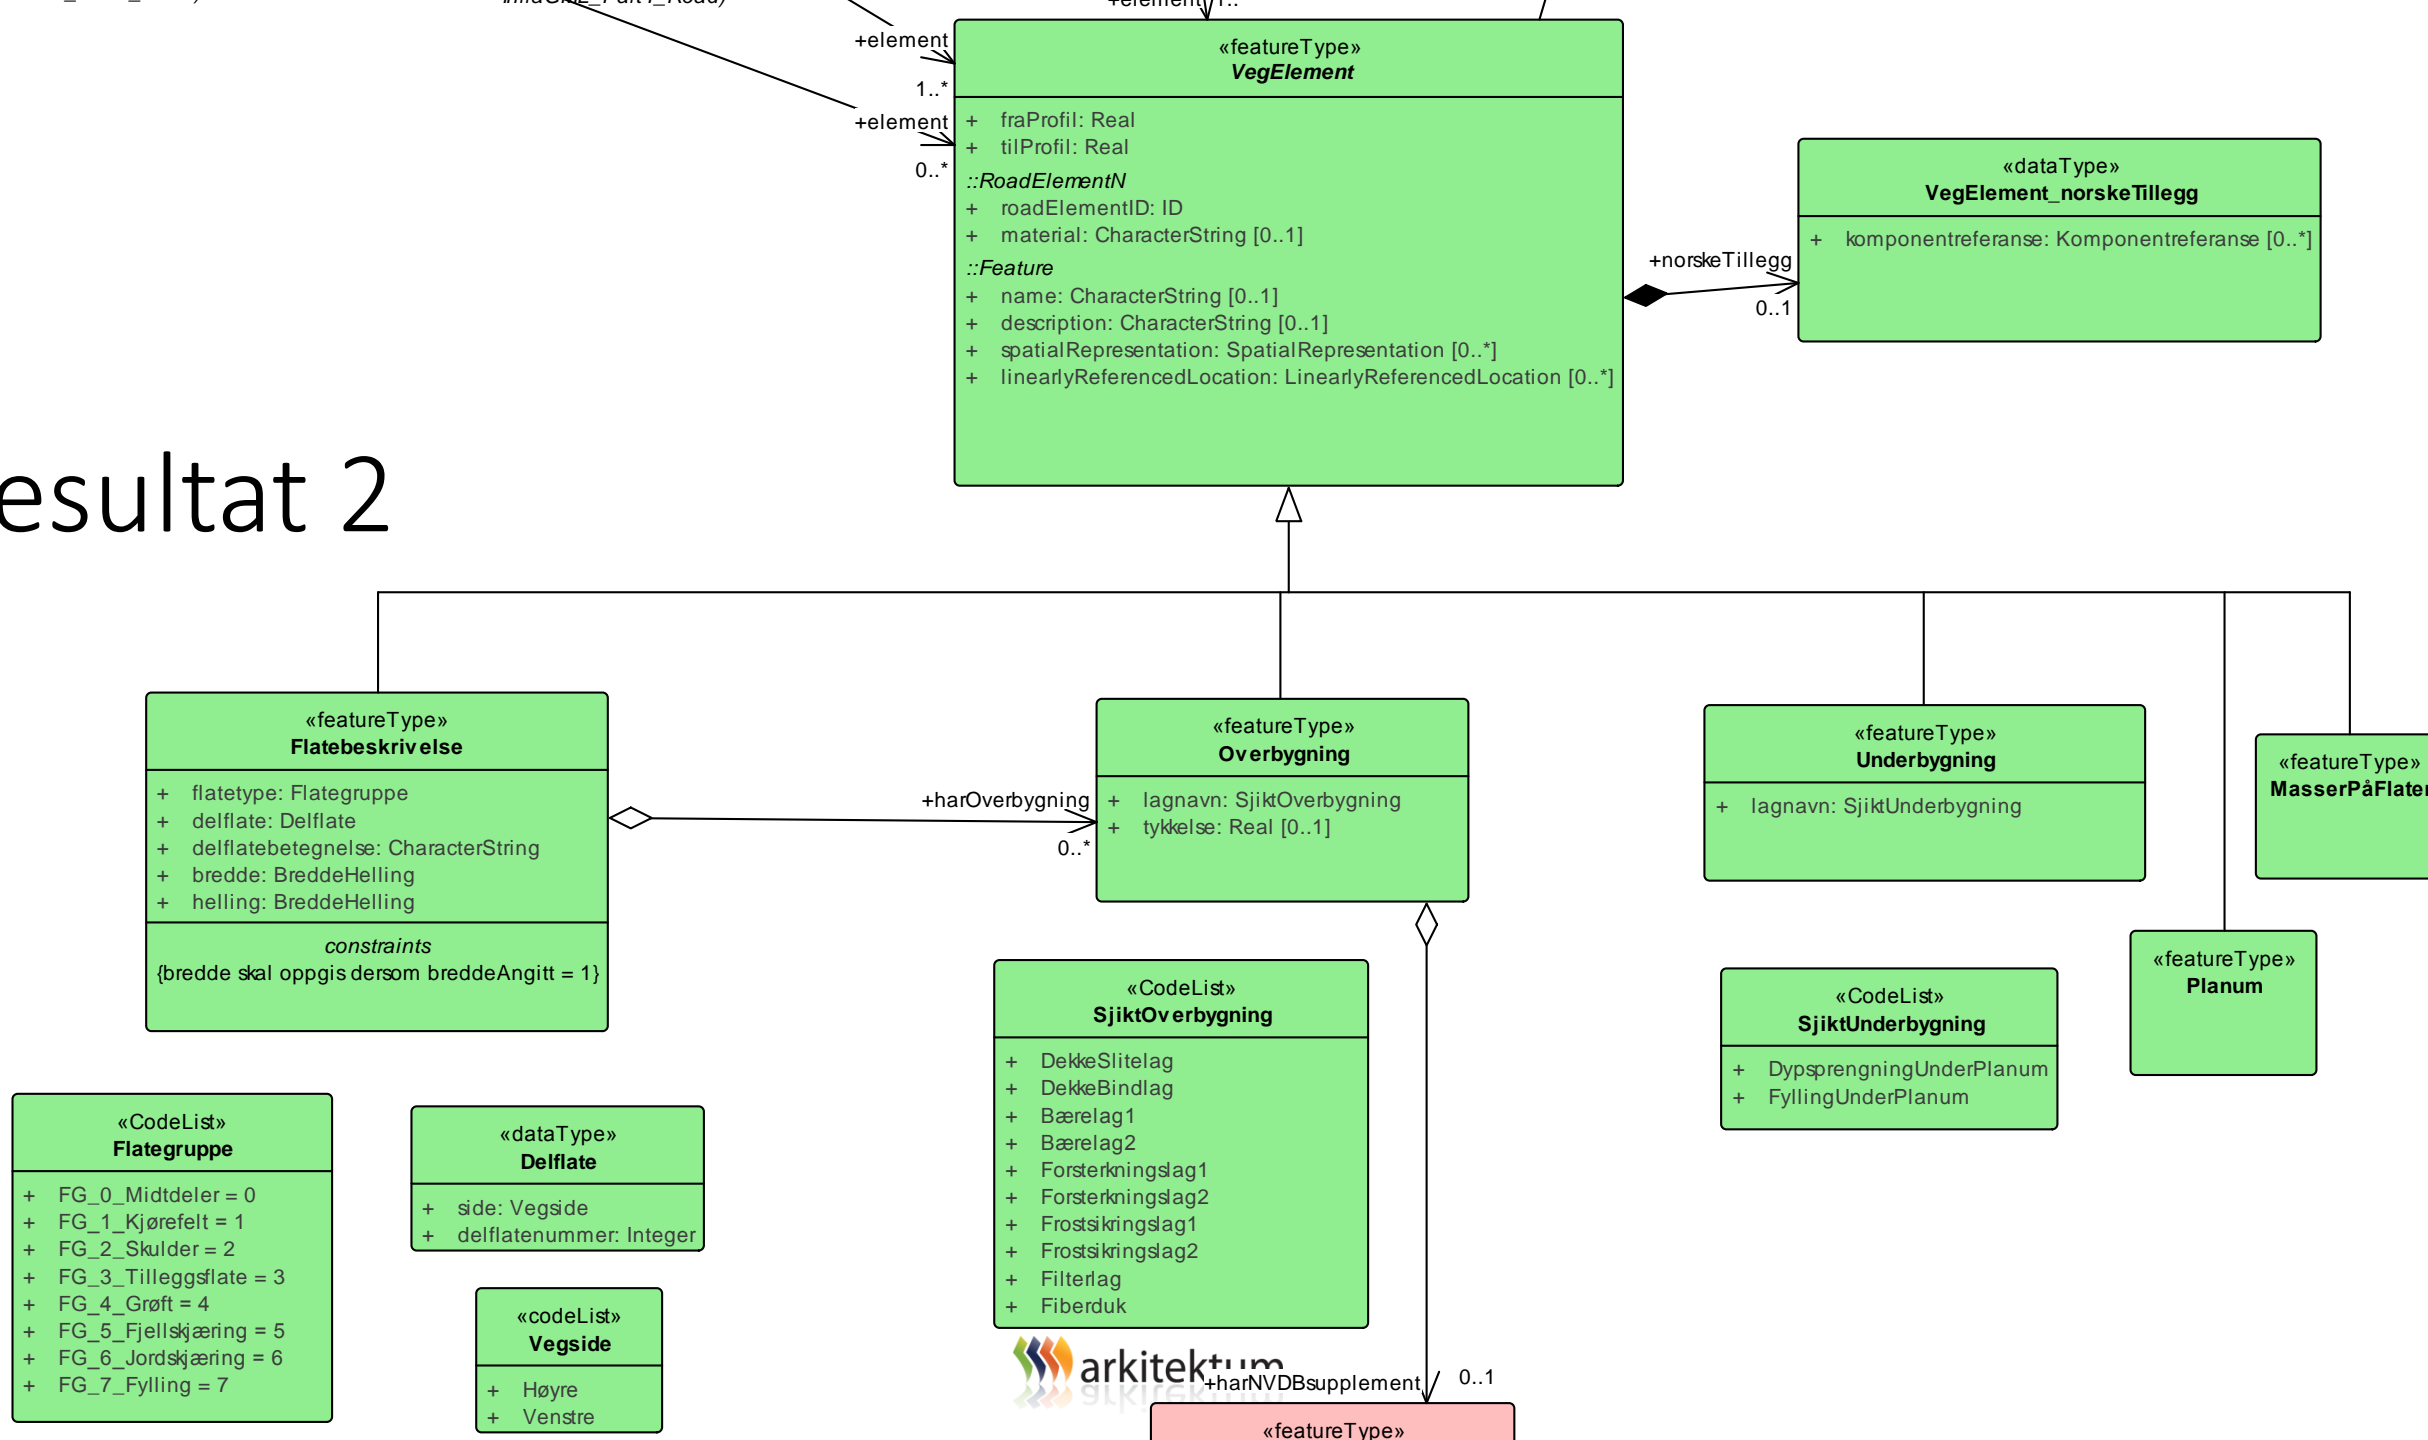 +element 1..
+element
1..*
+element
0..*
«featureType»
VegElement
+ fraProfil: Real
+ tilProfil: Real
::RoadElementN
+ roadElementID: ID
+ material: CharacterString [0..1]
::Feature
+ name: CharacterString [0..1]
+ description: CharacterString [0..1]
+ spatialRepresentation: SpatialRepresentation [0..*]
+ linearlyReferencedLocation: LinearlyReferencedLocation [0..*]
+norskeTillegg
0..1
«dataType»
VegElement_norskeTillegg
+ komponentreferanse: Komponentreferanse [0..*]
esultat 2
«featureType»
Flatebeskrivelse
+ flatetype: Flategruppe
+ delflate: Delflate
+ delflatebetegnelse: CharacterString
+ bredde: BreddeHelling
+ helling: BreddeHelling
constraints
{bredde skal oppgis dersom breddeAngitt = 1}
+harOverbygning
0..*
«featureType»
Overbygning
+ lagnavn: SjiktOverbygning
+ tykkelse: Real [0..1]
«featureType»
Underbygning
+ lagnavn: SjiktUnderbygning
«featureType»
MasserPåFlater
«featureType»
Planum
«CodeList»
SjiktOverbygning
+ DekkeSlitelag
+ DekkeBindlag
+ Bærelag1
+ Bærelag2
+ Forsterkningslag1
+ Forsterkningslag2
+ Frostsikringslag1
+ Frostsikringslag2
+ Filterlag
+ Fiberduk
«CodeList»
SjiktUnderbygning
+ DypsprengningUnderPlanum
+ FyllingUnderPlanum
«CodeList»
Flategruppe
+ FG_0_Midtdeler = 0
+ FG_1_Kjørefelt = 1
+ FG_2_Skulder = 2
+ FG_3_Tilleggsflate = 3
+ FG_4_Grøft = 4
+ FG_5_Fjellskjæring = 5
+ FG_6_Jordskjæring = 6
+ FG_7_Fylling = 7
«dataType»
Delflate
+ side: Vegside
+ delflatenummer: Integer
«codeList»
Vegside
+ Høyre
+ Venstre
arkitektum
+harNVDBsupplement 0..1
«featureType»